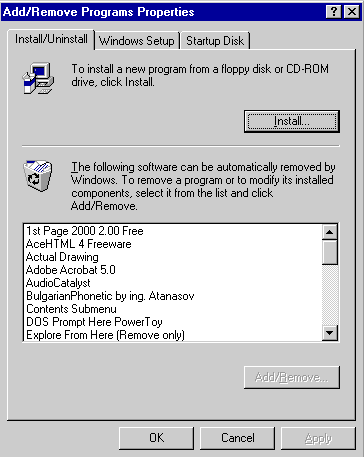 Add/Remove Programs Properties
Install/Uninstall
Windows Setup
Startup Disk
To install a new program from a floppy disk or CD-ROM
drive, click Install.
Install...
The following software can be automatically removed by
Windows. To remove a program or to modify its installed
components, select it from the list and click
Add/Remove.
1st Page 2000 2.00 Free
AceHTML 4 Freeware
Actual Drawing
Adobe Acrobat 5.0
AudioCatalyst
BulgarianPhonetic by ing. Atanasov
Contents Submenu
DOS Prompt Here PowerToy
Explore From Here (Remove only)
Add/Remove...
OK
Cancel
Apply